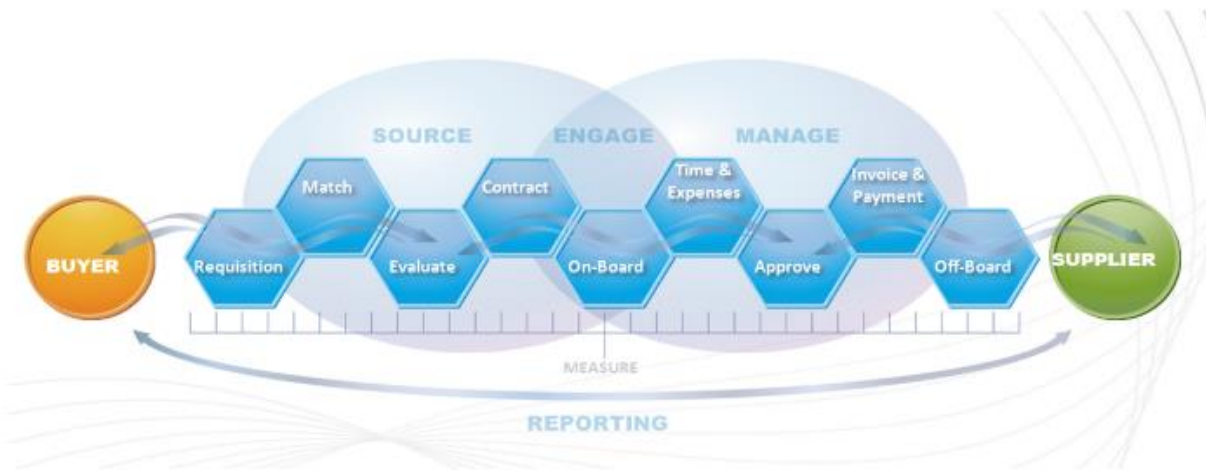 SOURCE
ENGAGE
MANAGE
Match
Contract
Time &
Expenses
Invoice &
Payment
BUYER
Requisition
Evaluate
On-Board
Approve
Off-Board
SUPPLIER
MEASURE
REPORTING